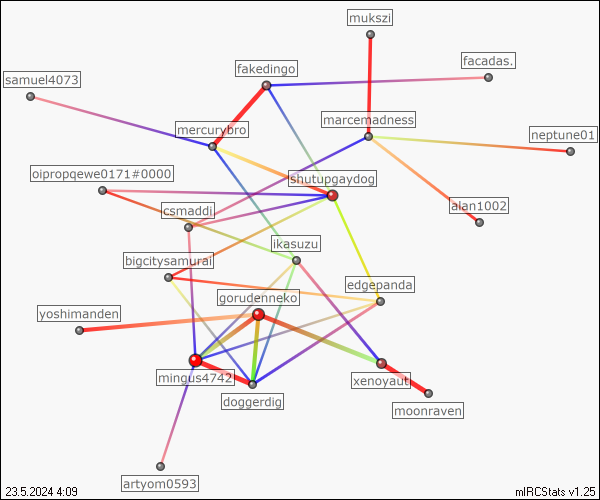 mukszi
facadas.
fakedingo
samuel4073
marcemadness
mercurybro
neptune01
oipropqewe0171#0000
shutupgaydog
alan1002
csmaddi
ikasuzu
bigcitysamurai
edgepanda
gorudenneko
yoshimanden
mingus4742
xenoyaut
doggerdig
moonraven
artyom0593
23.5.2024 4:09
mIRCStats v1.25